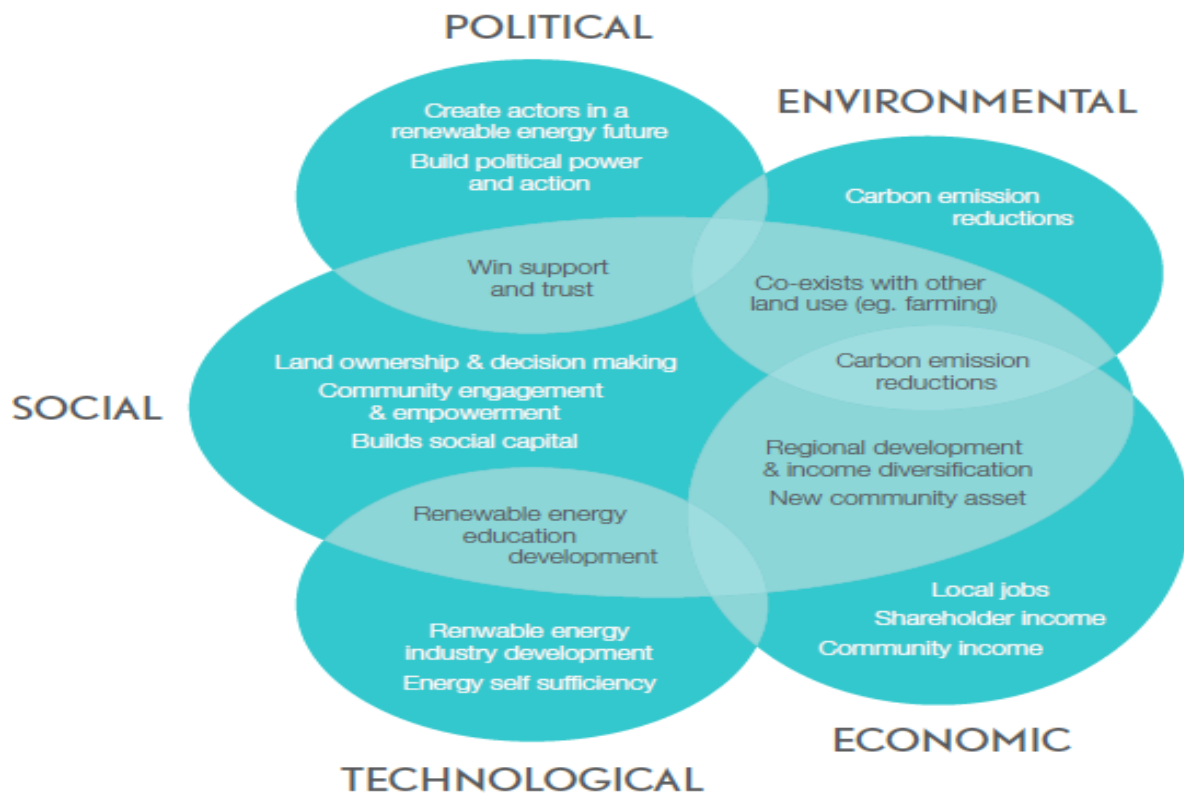 POLITICAL
Create actors in a
renewable energy future
Build political power
and action
ENVIRONMENTAL
Carbon emission
reductions
Win support
and trust
Co-exists with other
land use (eg. farming)
SOCIAL
Land ownership & decision making
Community engagement
& empowerment
Builds social capital
Carbon emission
reductions
Regional development
& income diversification
New community asset
Renewable energy
education
development
Local jobs
Shareholder income
Community income
Renwable energy
industry development
Energy self sufficiency
ECONOMIC
TECHNOLOGICAL